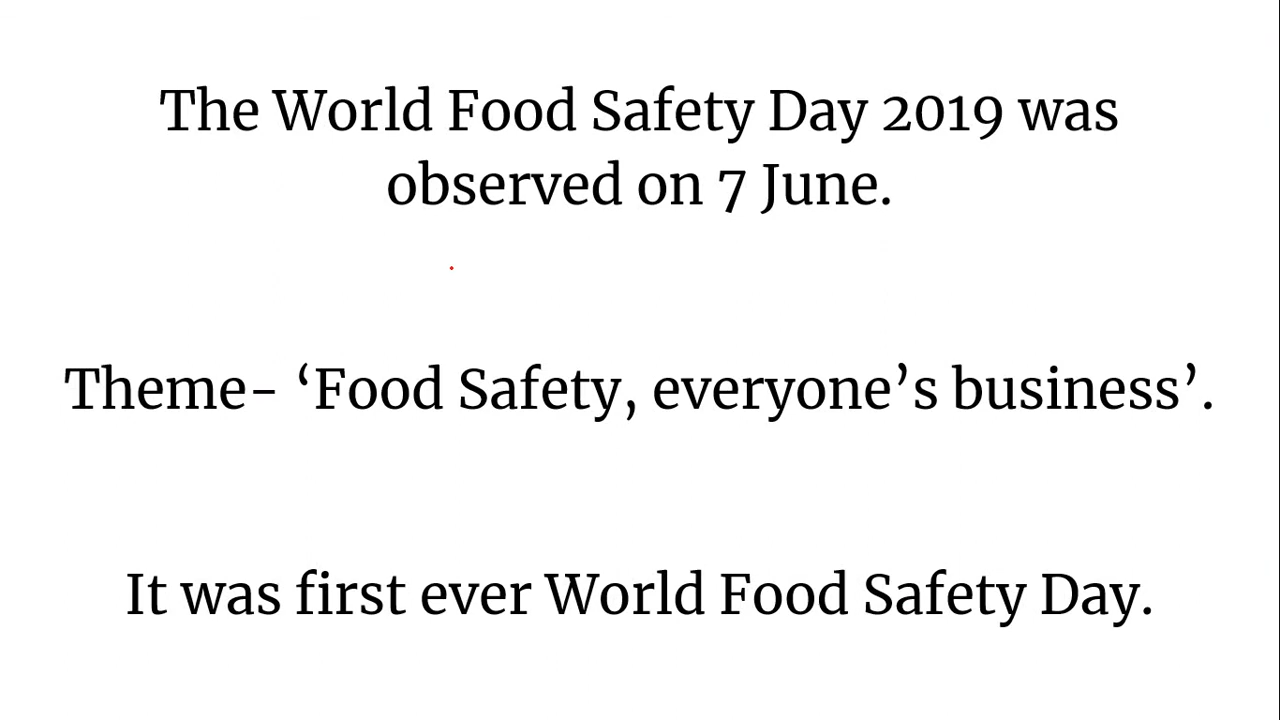 The World Food Safety Day 2019 was
observed on 7 June.
Theme- ‘Food Safety, everyone’s business’.
It was first ever World Food Safety Day.